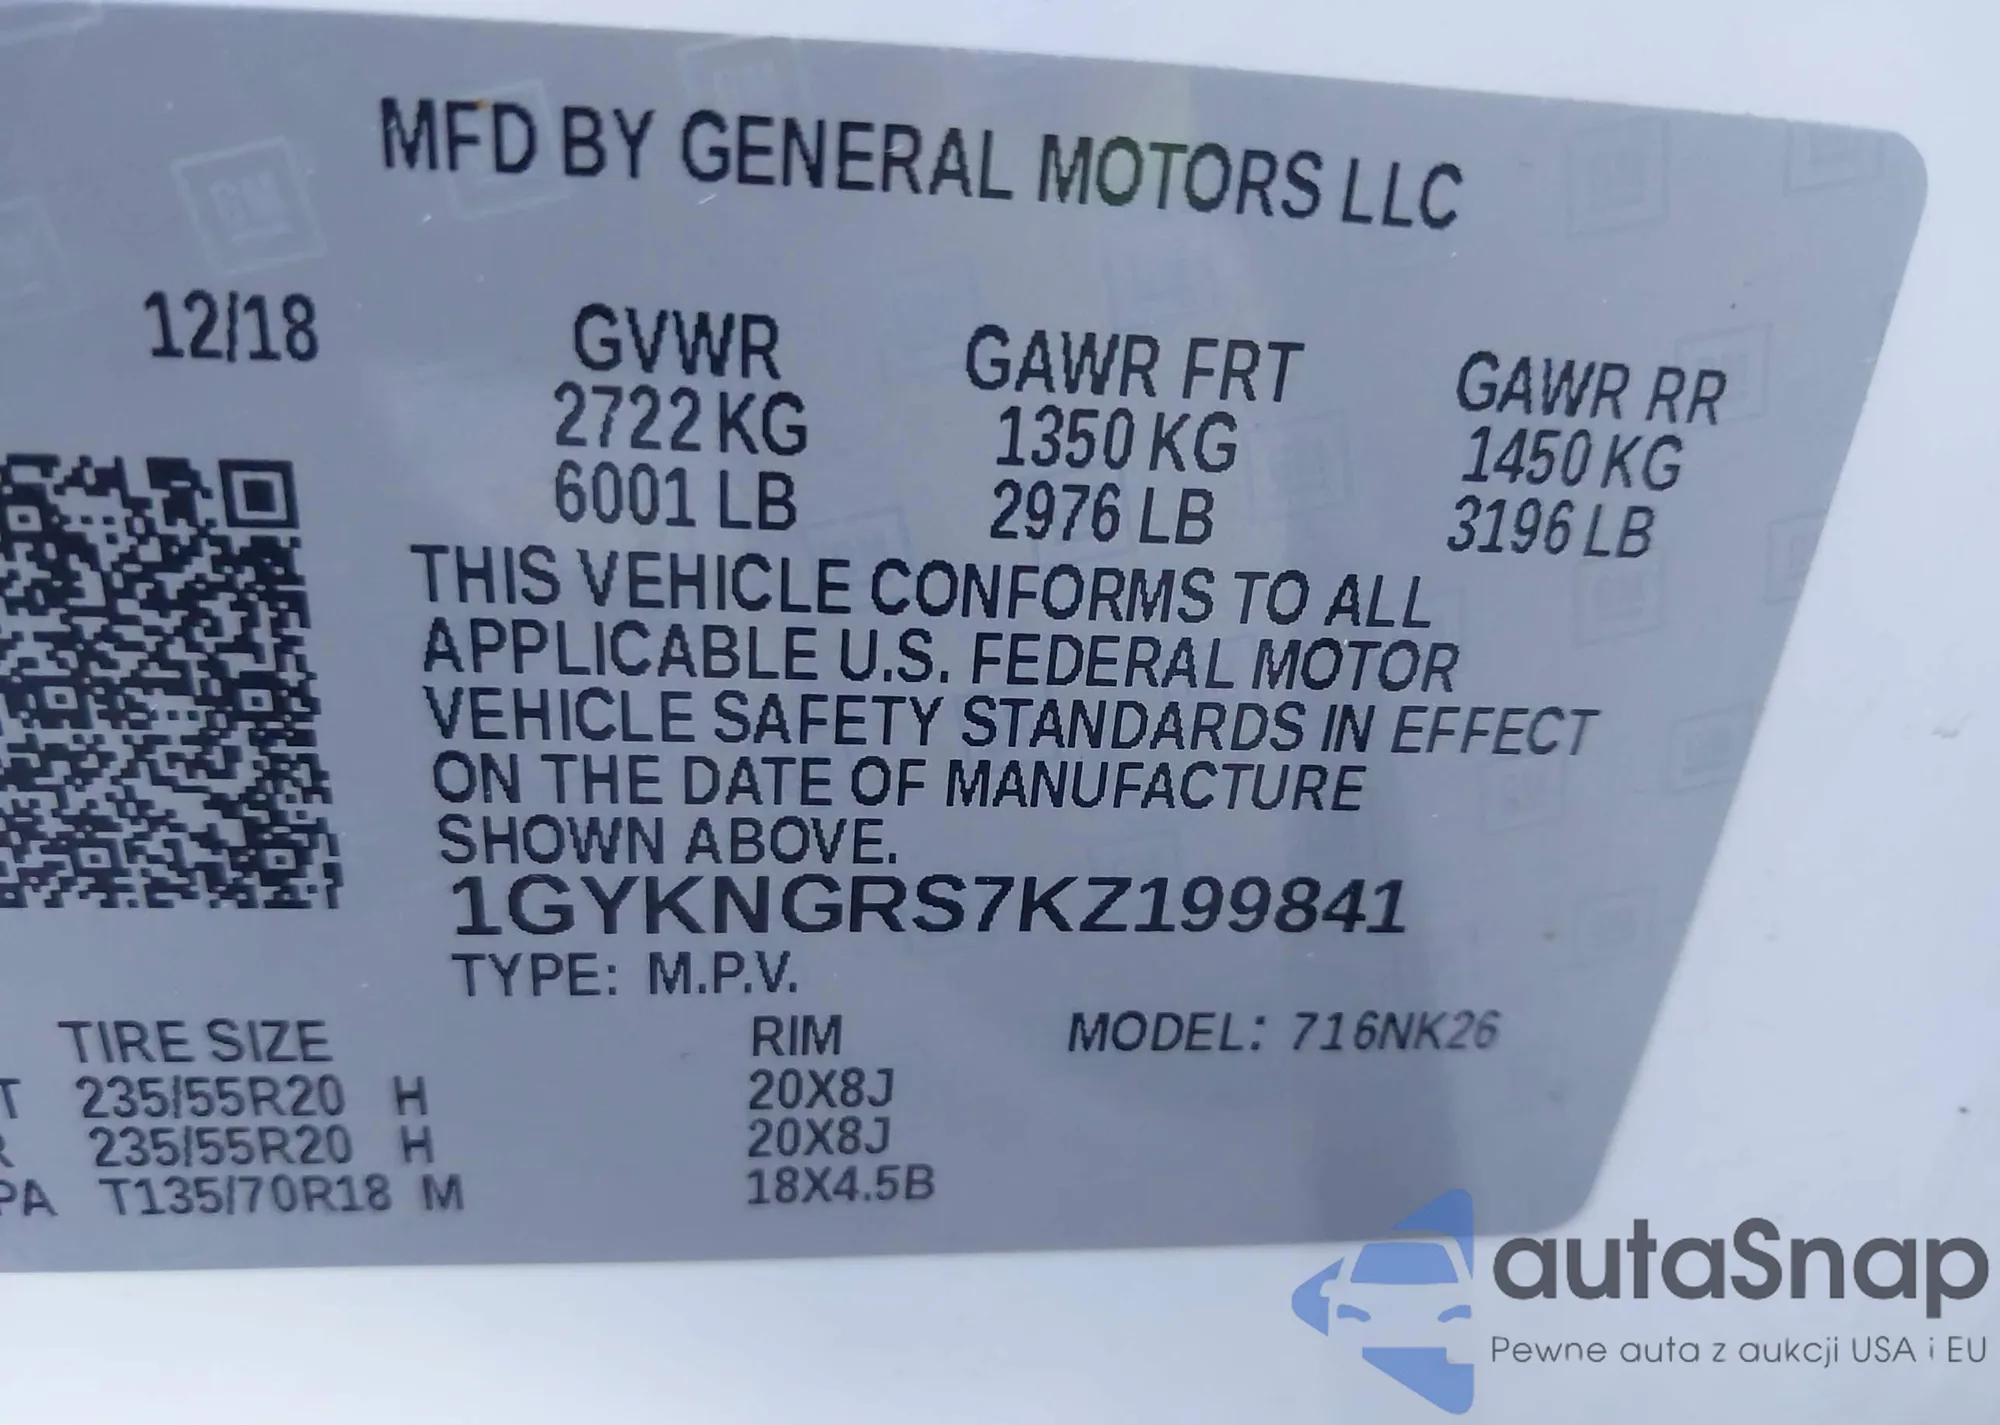 MFD BY GENERAL MOTORS LLC
12/18 GVWR GAWR FRT GAWR RR
2722 KG 1350 KG 1450 KG
6001 LB 2976 LB 3196 LB
THIS VEHICLE CONFORMS TO ALL
APPLICABLE U.S. FEDERAL MOTOR
VEHICLE SAFETY STANDARDS IN EFFECT
ON THE DATE OF MANUFACTURE
SHOWN ABOVE.
1GYKNGRS7KZ199841
TYPE: M.P.V.
TIRE SIZE RIM MODEL: 716NK26
T 235/55R20 H 20X8J
R 235/55R20 H 20X8J
PA T135/70R18 M 18X4.5B
autaSnap
Pewne auta z aukcji USA i EU